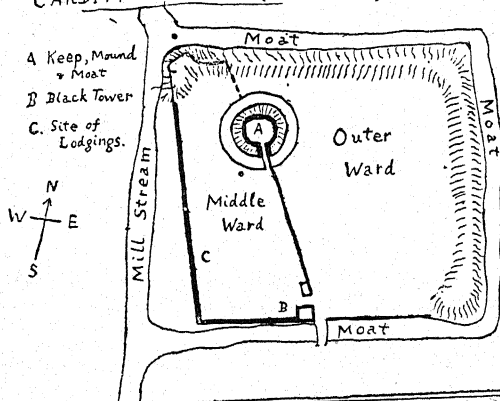 Moat
A Keep, Mound
& Moat
B Black Tower
C. Site of
Lodgings.
A
Outer
Ward
Moat
N
W E
S
Mill Stream
Middle
Ward
C
B
Moat